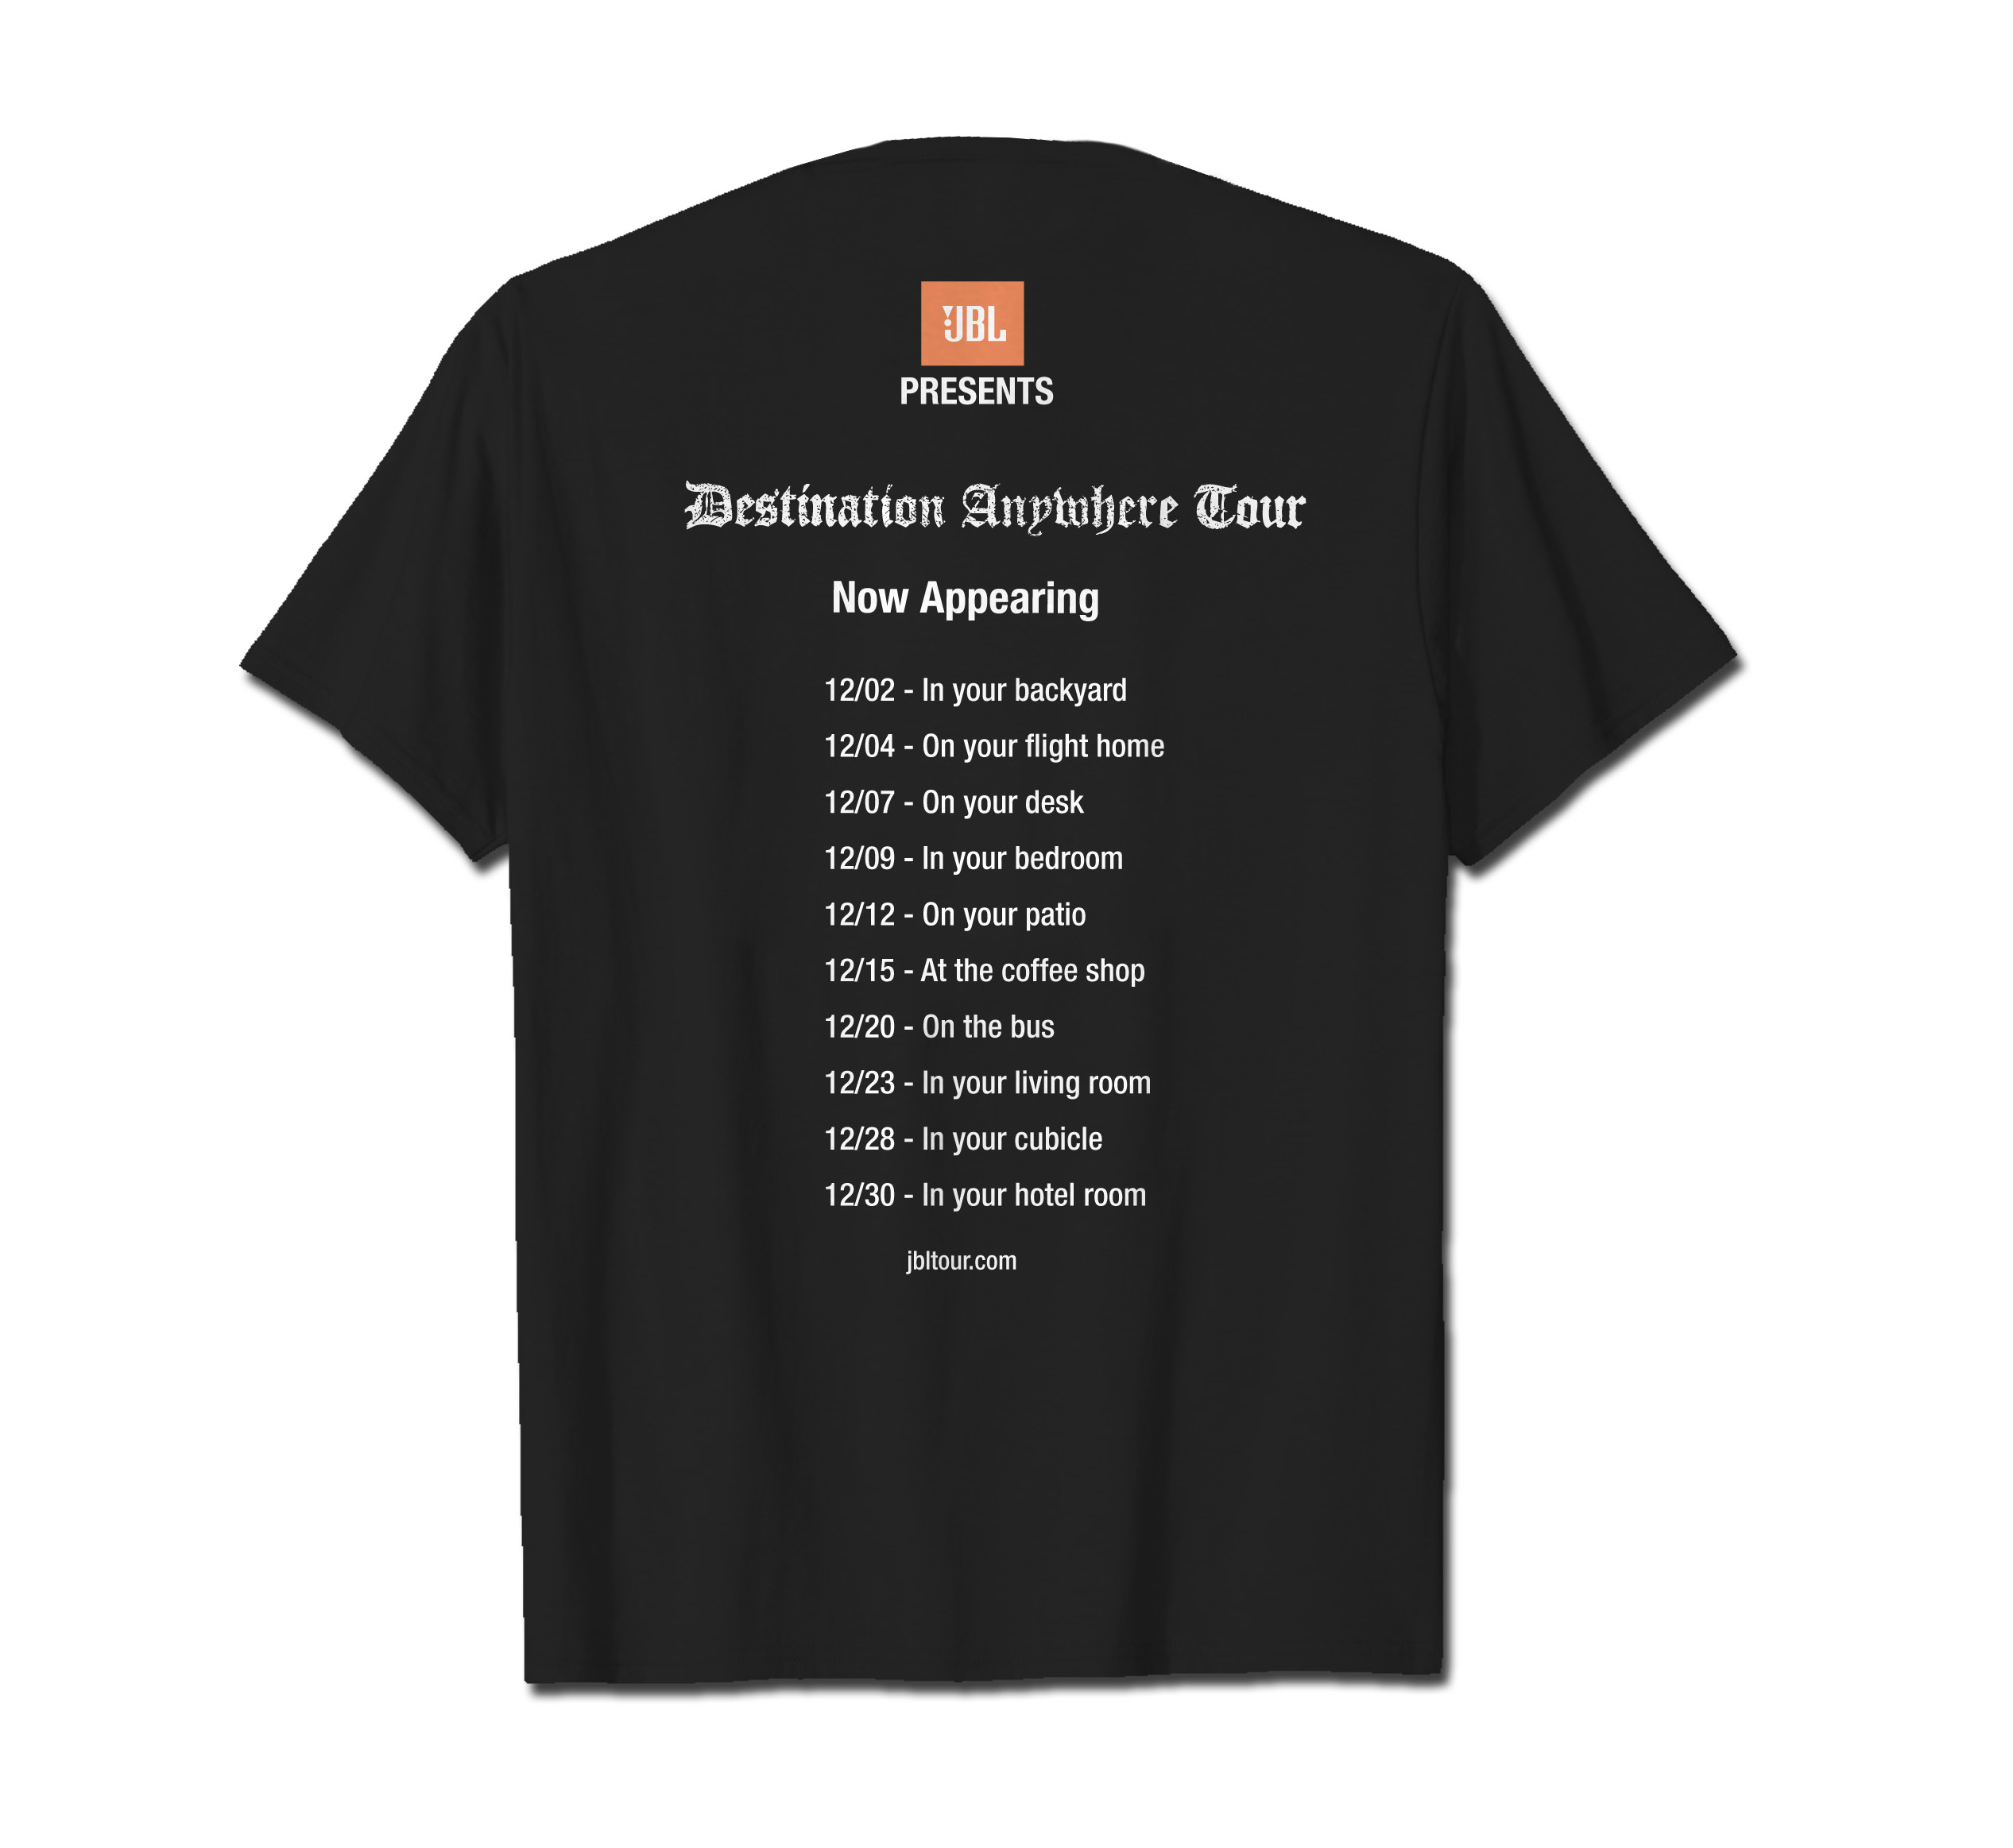 JBL
PRESENTS
Destination Anywhere Tour
Now Appearing
12/02 - In your backyard
12/04 - On your flight home
12/07 - On your desk
12/09 - In your bedroom
12/12 - On your patio
12/15 - At the coffee shop
12/20 - On the bus
12/23 - In your living room
12/28 - In your cubicle
12/30 - In your hotel room
jbltour.com